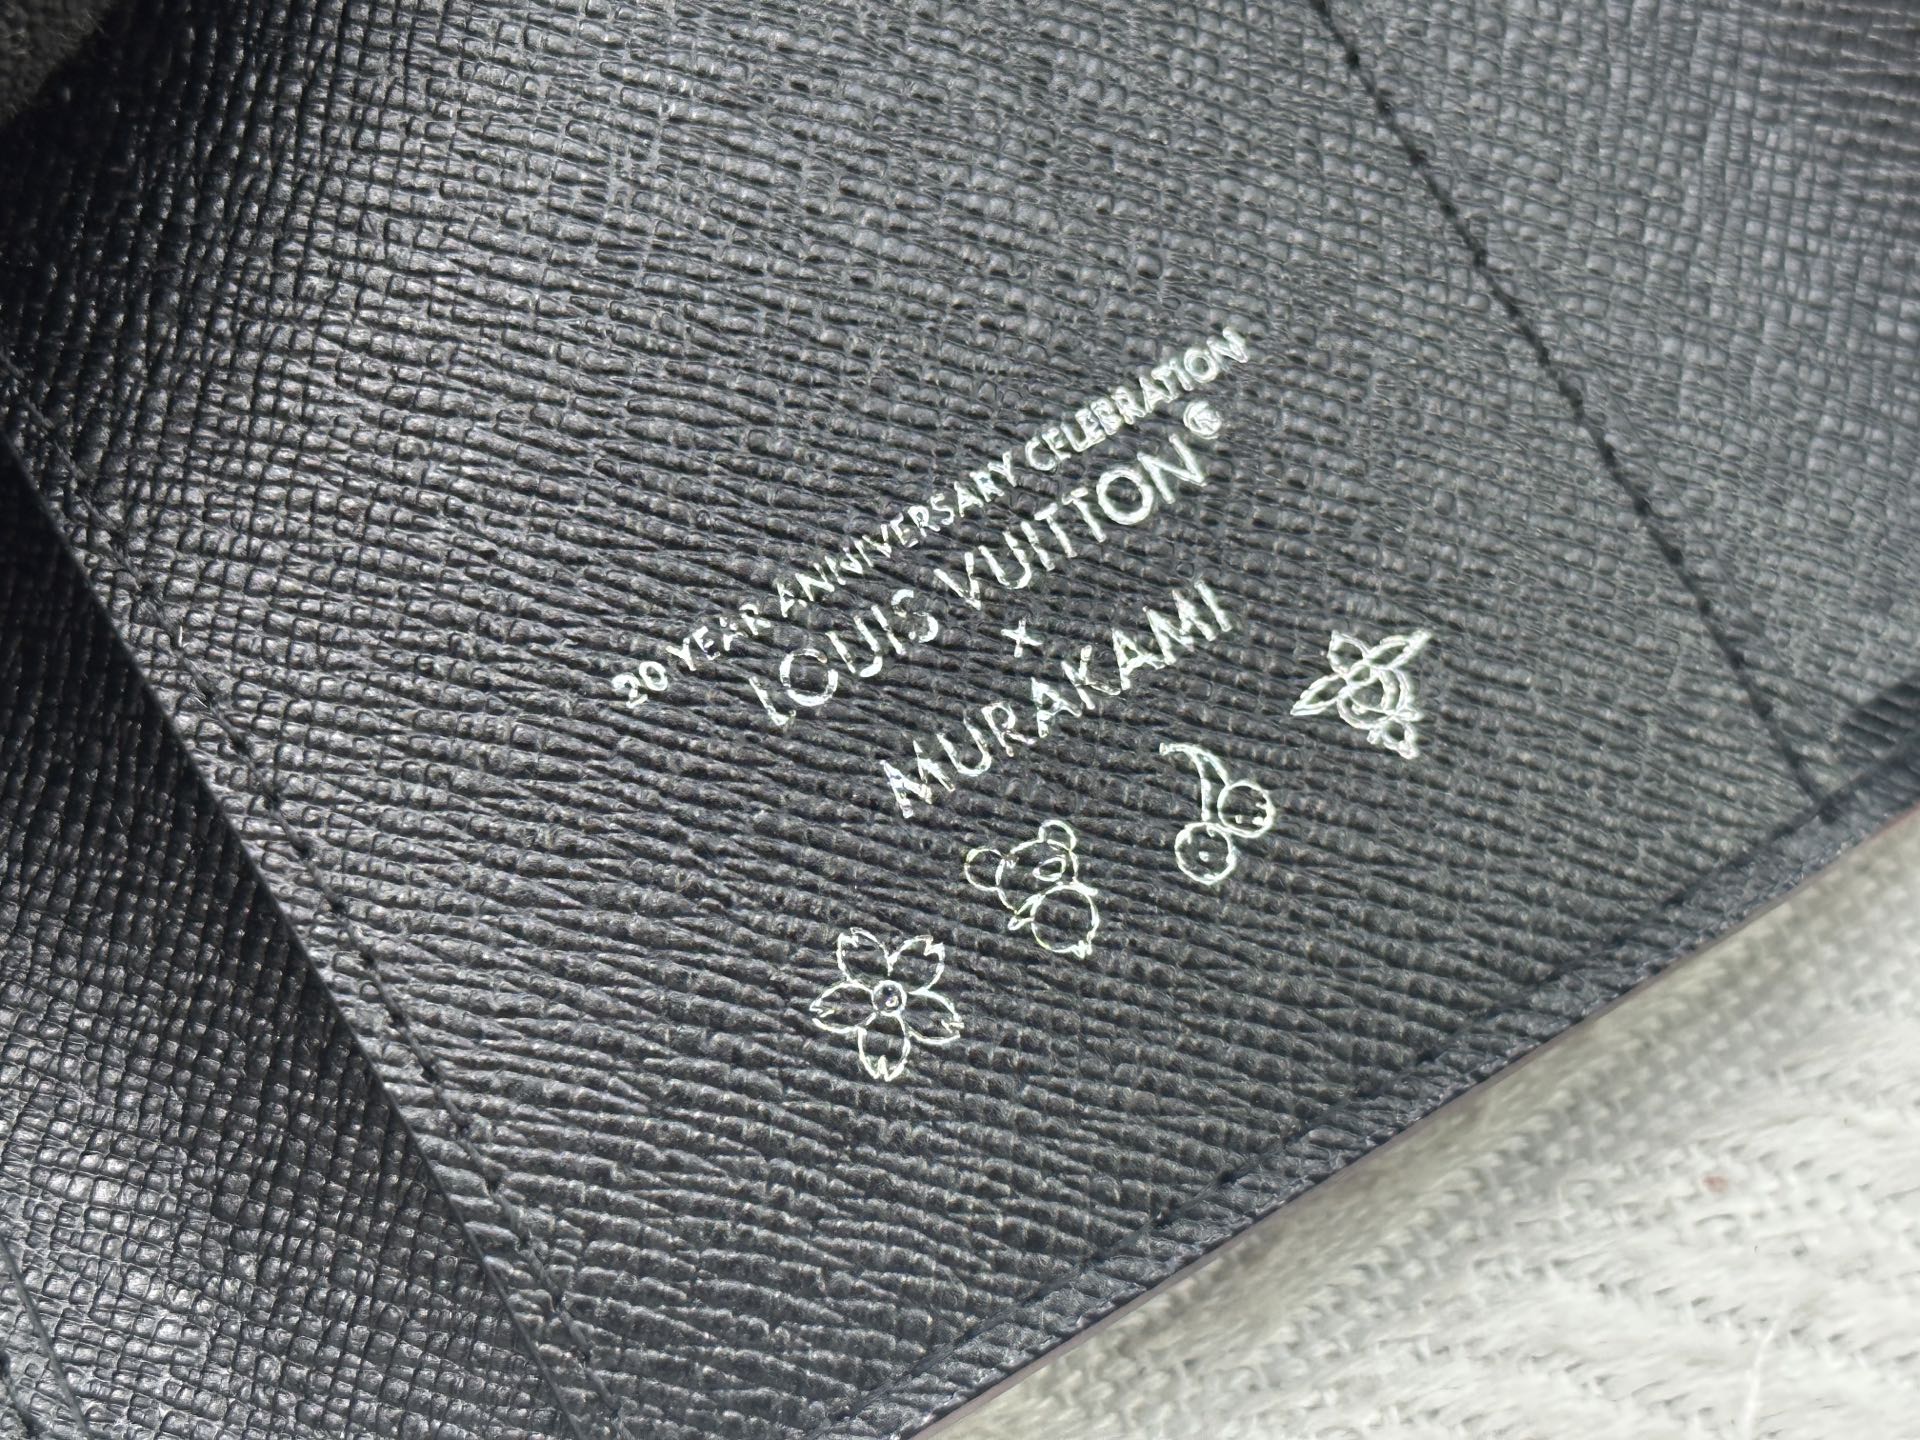 20 YEAR ANNIVERSARY CELEBRATION
LOUIS VUITTON®
×
MURAKAMI